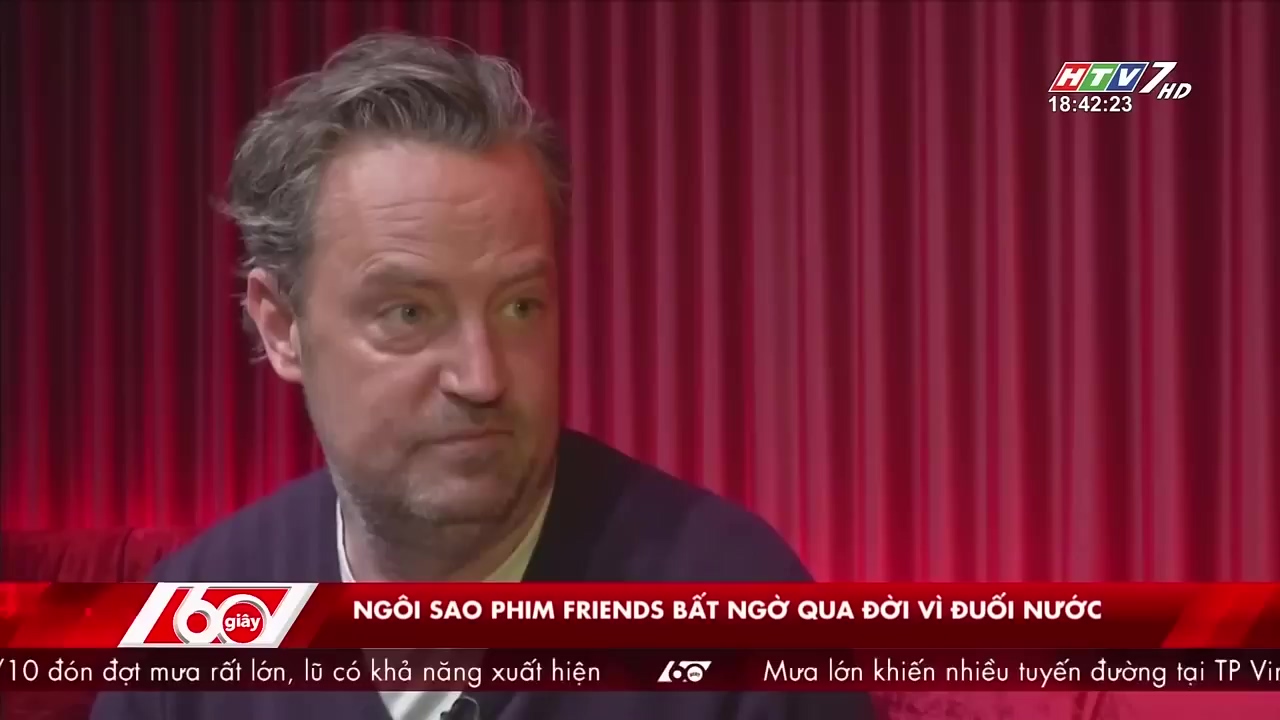 HTV7 HD
18:42:23
60 giây
NGÔI SAO PHIM FRIENDS BẤT NGỜ QUA ĐỜI VÌ ĐUỐI NƯỚC
/10 đón đợt mưa rất lớn, lũ có khả năng xuất hiện 60 giây Mưa lớn khiến nhiều tuyến đường tại TP Vin